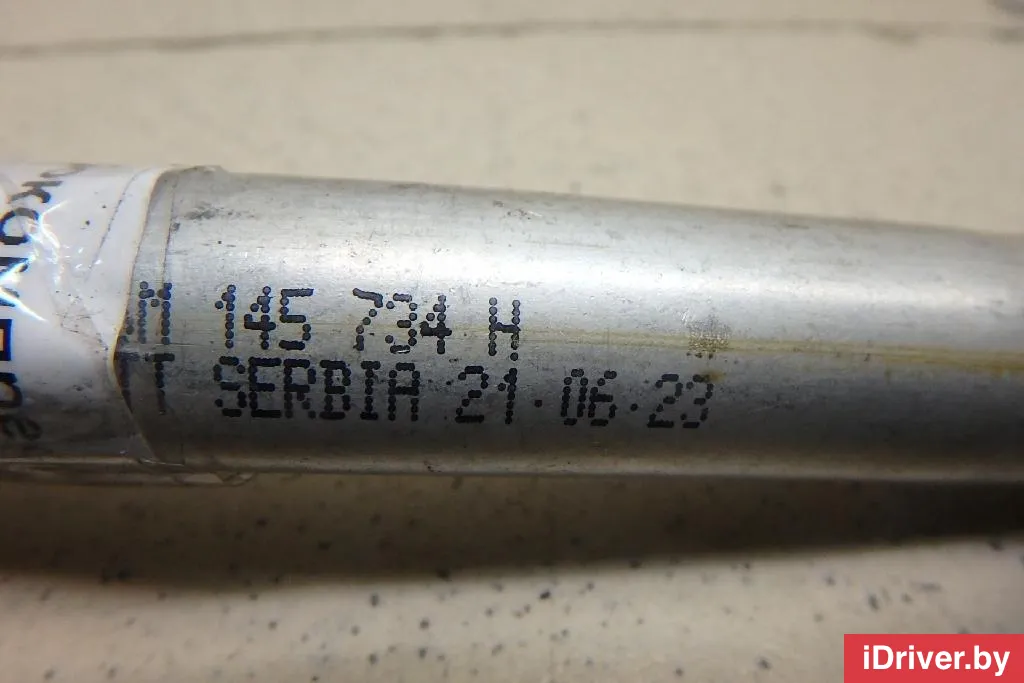 M 145 734 H
T SERBIA 21.06.23
iDriver.by